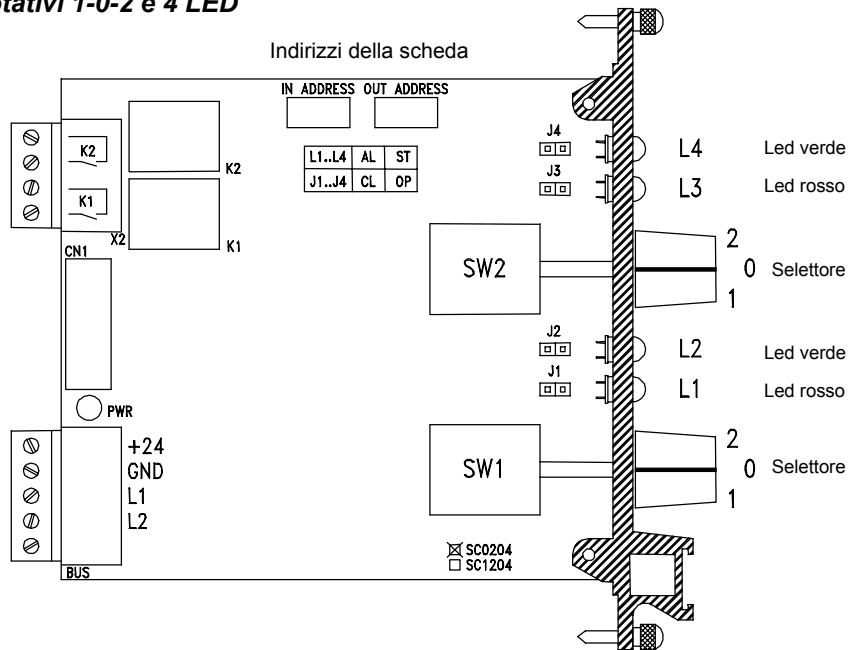 1-0-2 e 4 LED
Indirizzi della scheda
IN ADDRESS OUT ADDRESS
L1..L4 AL ST
J1..J4 CL OP
K2
K1
K2
K1
X2
CN1
PWR
+24
GND
L1
L2
BUS
J4
L4 Led verde
J3
L3 Led rosso
SW2
2
0 Selettore
1
J2
L2 Led verde
J1
L1 Led rosso
SW1
2
0 Selettore
1
SC0204
SC1204